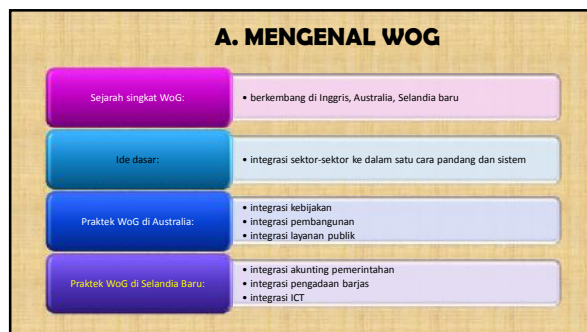 A. MENGENAL WOG
Sejarah singkat WoG:
• berkembang di Inggris, Australia, Selandia baru
Ide dasar:
• integrasi sektor-sektor ke dalam satu cara pandang dan sistem
Praktek WoG di Australia:
• integrasi kebijakan
• integrasi pembangunan
• integrasi layanan publik
Praktek WoG di Selandia Baru:
• integrasi akunting pemerintahan
• integrasi pengadaan barjas
• integrasi ICT